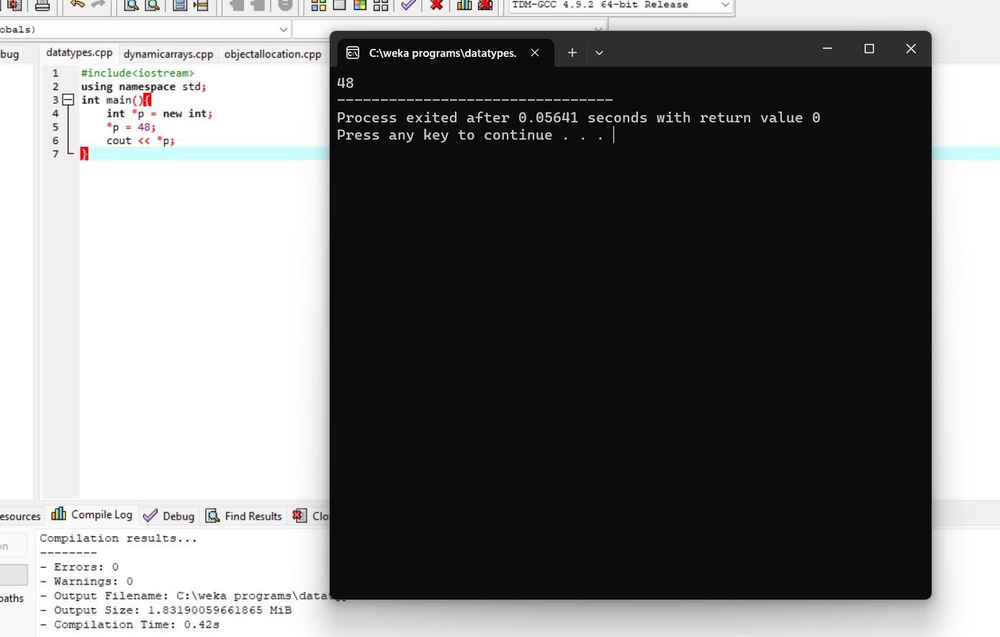 TDM-GCC 4.9.2 64-bit Release
obals)
bug
datatypes.cpp
dynamicarrays.cpp
objectallocation.cpp
C:\weka programs\datatypes.
1 #include<iostream>
2 using namespace std;
3 int main(){
4 int *p = new int;
5 *p = 48;
6 cout << *p;
7 }
48
--------------------------------
Process exited after 0.05641 seconds with return value 0
Press any key to continue . . .
esources
Compile Log
Debug
Find Results
Clo
on
paths
Compilation results...
--------
- Errors: 0
- Warnings: 0
- Output Filename: C:\weka programs\dataty
- Output Size: 1.83190059661865 MiB
- Compilation Time: 0.42s